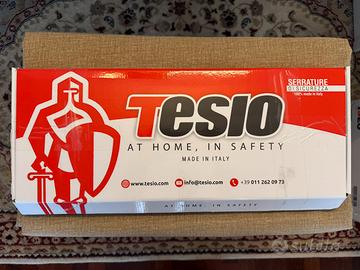 SERRATURE
DI SICUREZZA
100% made in Italy
TESIO
AT HOME, IN SAFETY
MADE IN ITALY
www.tesio.com
info@tesio.com
+39 011 262 09 73
AT HOME, IN SAFETY
subito